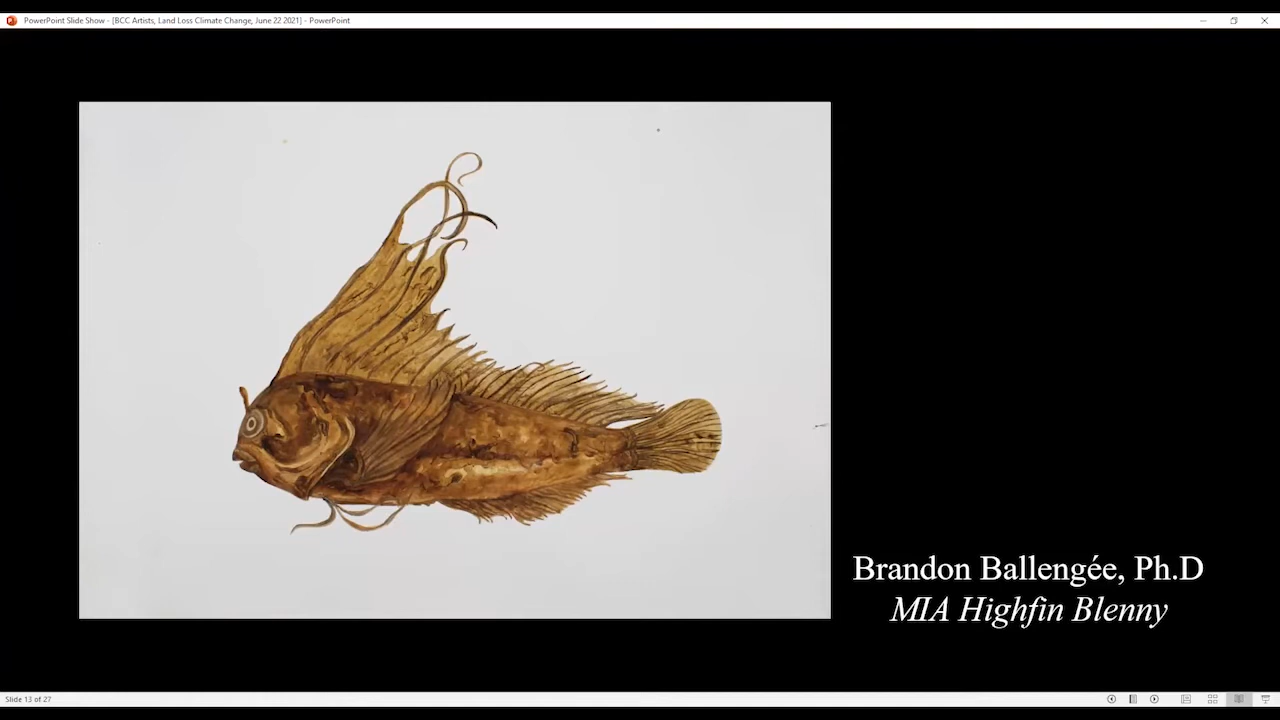 PowerPoint Slide Show - [BCC Artists, Land Loss Climate Change, June 22 2021] - PowerPoint
Brandon Ballengée, Ph.D
MIA Highfin Blenny
Slide 13 of 27